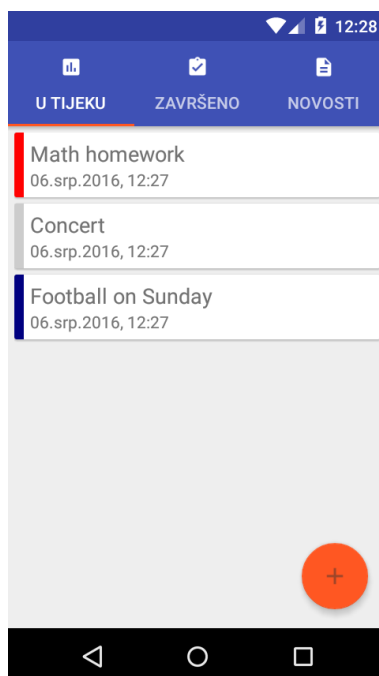 12:28
U TIJEKU ZAVRŠENO NOVOSTI
Math homework
06.srp.2016, 12:27
Concert
06.srp.2016, 12:27
Football on Sunday
06.srp.2016, 12:27